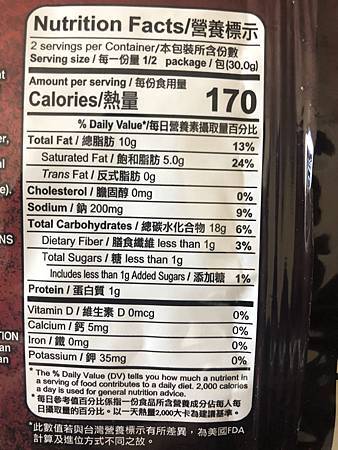 Nutrition Facts/營養標示
2 servings per Container/本包裝所含份數
Serving size / 每一份量 1/2 package / 包(30.0g)
Amount per serving / 每份食用量
Calories/熱量 170
% Daily Value*/每日營養素攝取量百分比
Total Fat / 總脂肪 10g 13%
Saturated Fat / 飽和脂肪 5.0g 24%
Trans Fat / 反式脂肪 0g
Cholesterol / 膽固醇 0mg 0%
Sodium / 鈉 200mg 9%
Total Carbohydrates / 總碳水化合物 18g 6%
Dietary Fiber / 膳食纖維 less than 1g 3%
Total Sugars / 糖 less than 1g
Includes less than 1g Added Sugars / 添加糖 1%
Protein / 蛋白質 1g
Vitamin D / 維生素 D 0mcg 0%
Calcium / 鈣 5mg 0%
Iron / 鐵 0mg 0%
Potassium / 鉀 35mg 0%
* The % Daily Value (DV) tells you how much a nutrient in
a serving of food contributes to a daily diet. 2,000 calories
a day is used for general nutrition advice.
* 每日參考值百分比係指一份食品所含營養成分佔每人每
日攝取量的百分比。以一天熱量2,000大卡為建議基準。
*此數值若與台灣營養標示有所差異，為美國FDA
計算及進位方式不同之故。